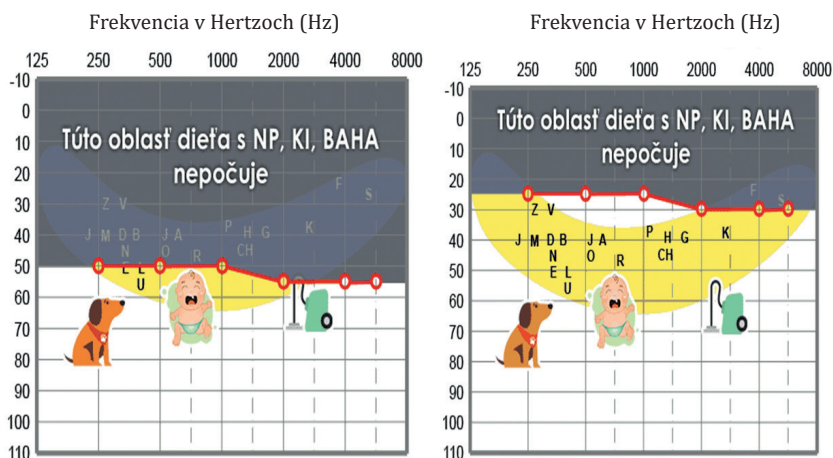 Frekvencia v Hertzoch (Hz)
125 250 500 1000 2000 4000 8000
-10
0
10
20
30
40
50
60
70
80
90
100
110
Túto oblasť dieťa s NP, KI, BAHA
nepočuje
F
S
Z V
P H G K
J M D B J A
N O R CH
E L
U
Frekvencia v Hertzoch (Hz)
125 250 500 1000 2000 4000 8000
-10
0
10
20
30
40
50
60
70
80
90
100
110
Túto oblasť dieťa s NP, KI, BAHA
nepočuje
F
S
Z V
P H G K
J M D B J A
N O R CH
E L
U